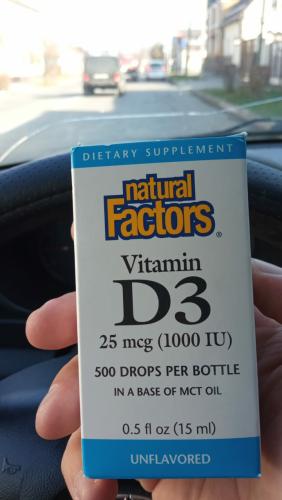 DIETARY SUPPLEMENT
natural
Factors®
Vitamin
D3
25 mcg (1000 IU)
500 DROPS PER BOTTLE
IN A BASE OF MCT OIL
0.5 fl oz (15 ml)
UNFLAVORED